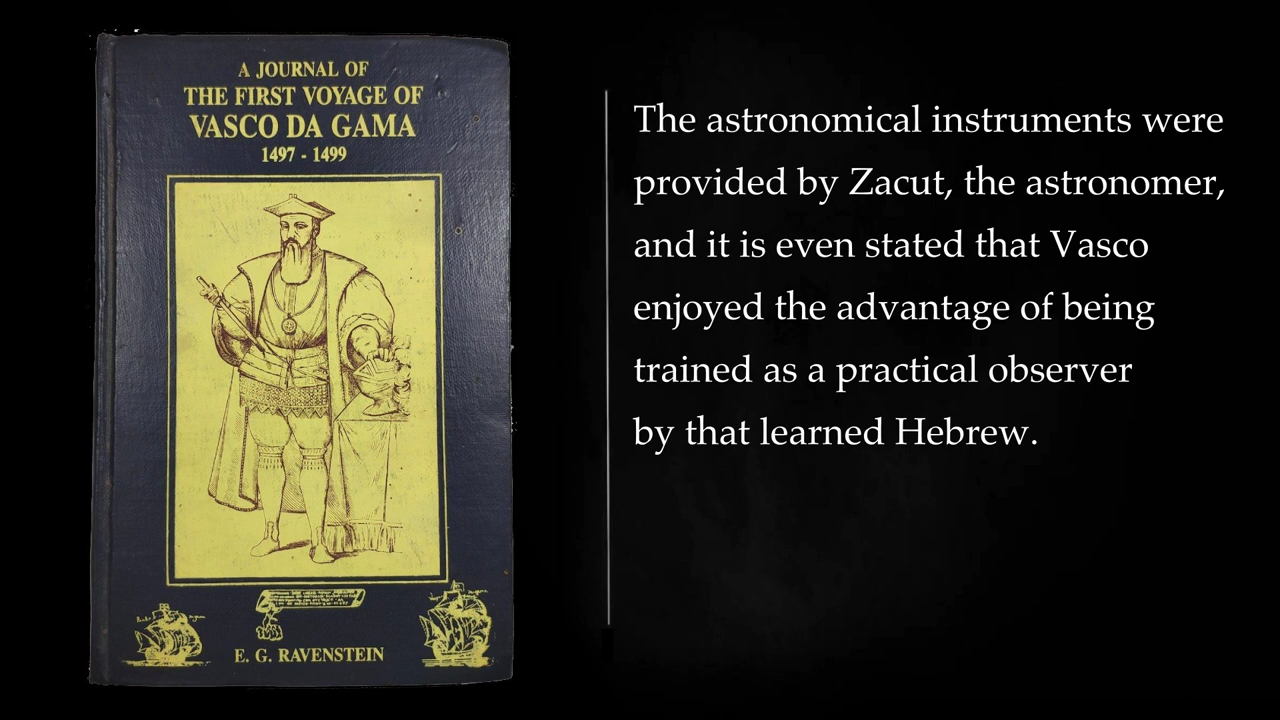 A JOURNAL OF
THE FIRST VOYAGE OF
VASCO DA GAMA
1497 - 1499
E. G. RAVENSTEIN
The astronomical instruments were
provided by Zacut, the astronomer,
and it is even stated that Vasco
enjoyed the advantage of being
trained as a practical observer
by that learned Hebrew.